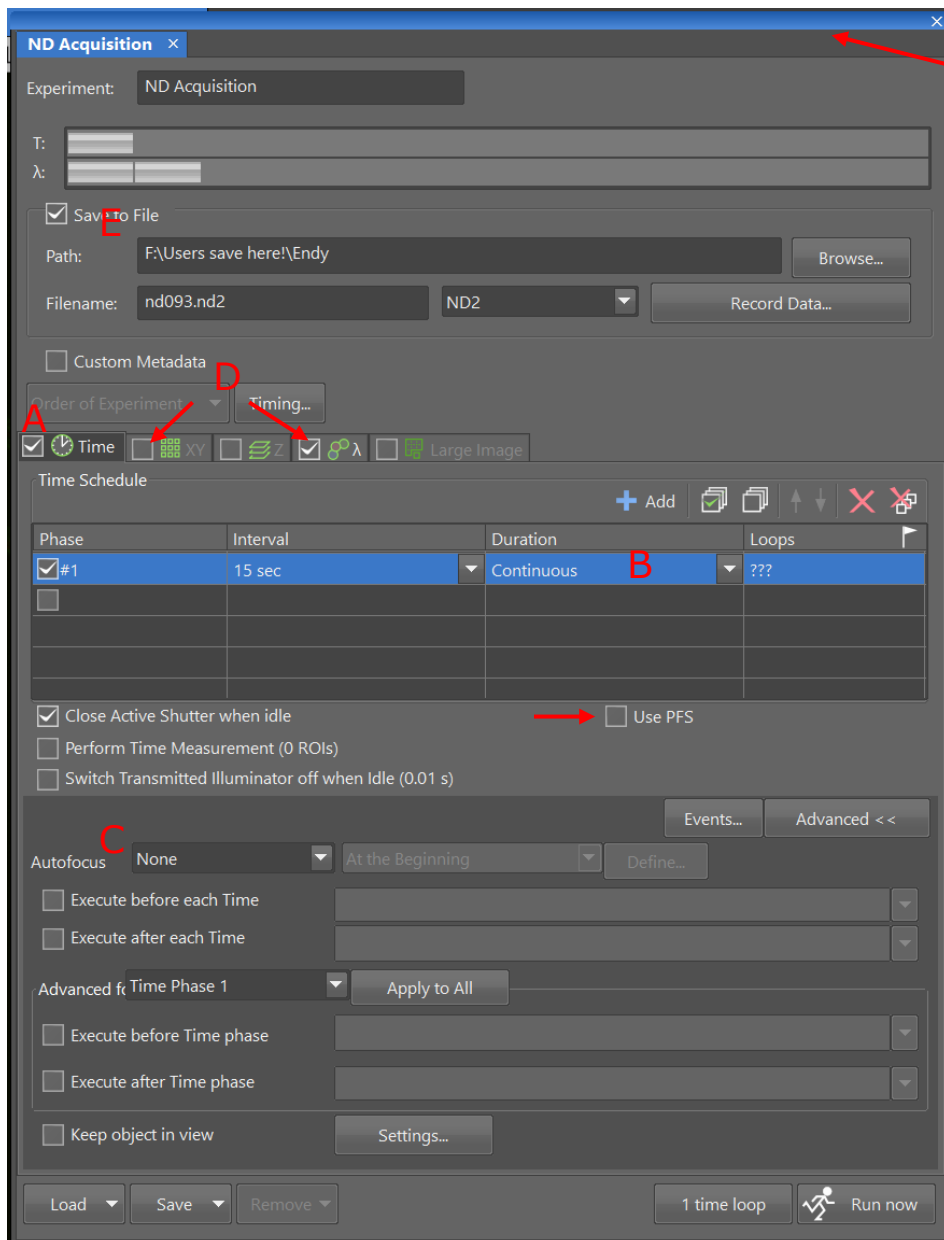 ND Acquisition ×
Experiment: ND Acquisition
T:
λ:
Save to File
E
Path: F:\Users save here!\Endy Browse...
Filename: nd093.nd2 ND2 Record Data...
Custom Metadata
D
Order of Experiment Timing...
A
Time XY Z λ Large Image
Time Schedule
Add
Phase Interval Duration Loops
#1 15 sec Continuous B ???
Close Active Shutter when idle Use PFS
Perform Time Measurement (0 ROIs)
Switch Transmitted Illuminator off when Idle (0.01 s)
Events... Advanced <<
C
Autofocus None At the Beginning Define...
Execute before each Time
Execute after each Time
Advanced fo Time Phase 1 Apply to All
Execute before Time phase
Execute after Time phase
Keep object in view Settings...
Load Save Remove 1 time loop Run now